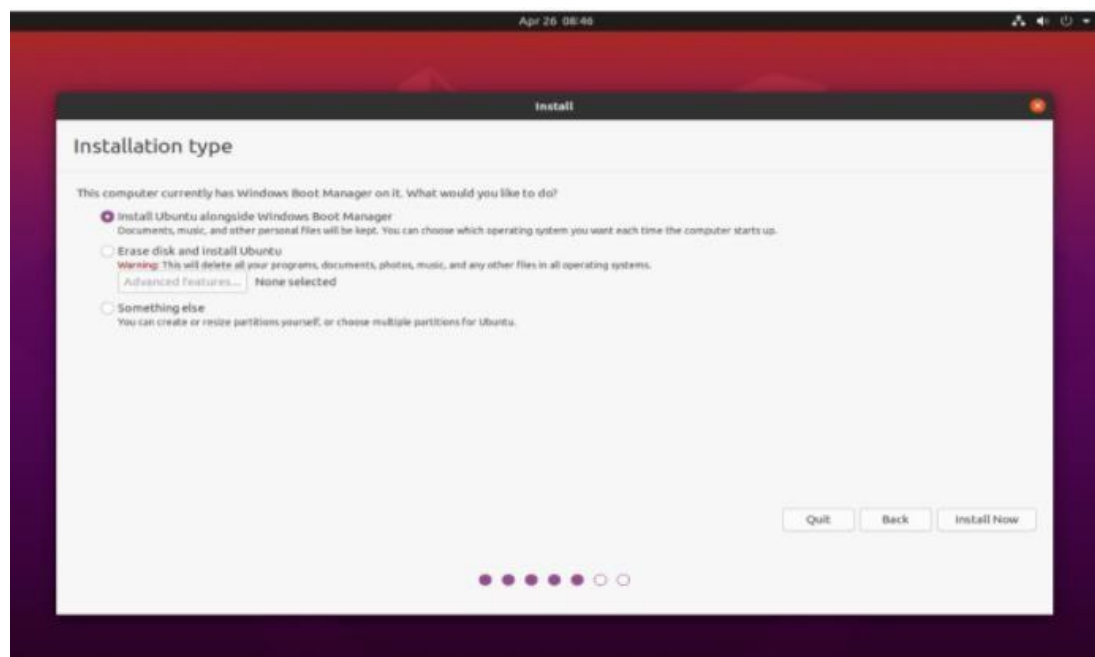 Apr 26 08:46
Install
Installation type
This computer currently has Windows Boot Manager on it. What would you like to do?
Install Ubuntu alongside Windows Boot Manager
Documents, music, and other personal files will be kept. You can choose which operating system you want each time the computer starts up.
Erase disk and install Ubuntu
Warning: This will delete all your programs, documents, photos, music, and any other files in all operating systems.
Advanced features... None selected
Something else
You can create or resize partitions yourself, or choose multiple partitions for Ubuntu.
Quit Back Install Now